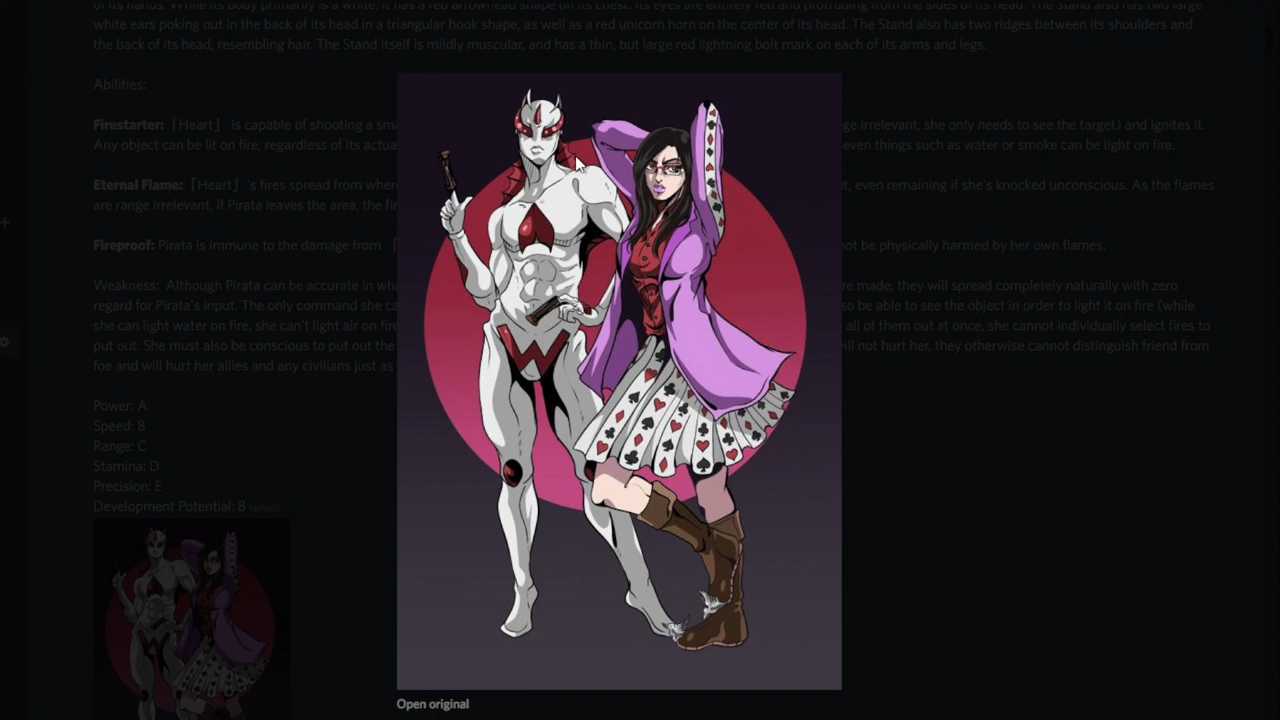 of its hands. While its body primarily is a white, it has a red arrowhead shape on its chest. Its eyes are entirely red and protruding from the sides of its head. The Stand also has two large
white ears poking out in the back of its head in a triangular hook shape, as well as a red unicorn horn on the center of its head. The Stand also has two ridges between its shoulders and
the back of its head, resembling hair. The Stand itself is mildly muscular, and has a thin, but large red lightning bolt mark on each of its arms and legs.
Abilities:
Firestarter: 「Heart」 is capable of shooting a sma ge irrelevant, she only needs to see the target) and ignites it.
Any object can be lit on fire, regardless of its actua even things such as water or smoke can be light on fire.
Eternal Flame: 「Heart」 's fires spread from wher t, even remaining if she's knocked unconscious. As the flames
are range irrelevant, if Pirata leaves the area, the fir
Fireproof: Pirata is immune to the damage from 「 not be physically harmed by her own flames.
Weakness: Although Pirata can be accurate in wha re made, they will spread completely naturally with zero
regard for Pirata's input. The only command she ca so be able to see the object in order to light it on fire (while
she can light water on fire, she can't light air on fire all of them out at once, she cannot individually select fires to
put out. She must also be conscious to put out the vill not hurt her, they otherwise cannot distinguish friend from
foe and will hurt her allies and any civilians just as
Power: A
Speed: B
Range: C
Stamina: D
Precision: E
Development Potential: B (edited)
Open original